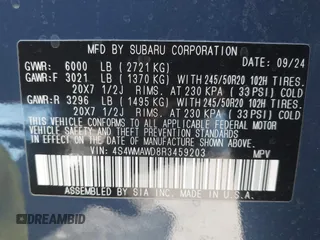 MFD. BY SUBARU CORPORATION 09/24
GVWR: 6000 LB (2721 KG)
GAWR:F 3021 LB (1370 KG) WITH 245/50R20 102H TIRES.
20X7 1/2J RIMS. AT 230 KPA (33 PSI) COLD
GAWR:R 3296 LB (1495 KG) WITH 245/50R20 102H TIRES.
20X7 1/2J RIMS. AT 230 KPA (33 PSI) COLD
THIS VEHICLE CONFORMS TO ALL APPLICABLE
FEDERAL MOTOR VEHICLE SAFETY STANDARDS
IN EFFECT ON THE DATE OF
MANUFACTURE SHOWN ABOVE.
VIN: 4S4WMAWD8R3459203 MPV
ASSEMBLED BY SIA INC. MADE IN U.S.A.
DREAMBID